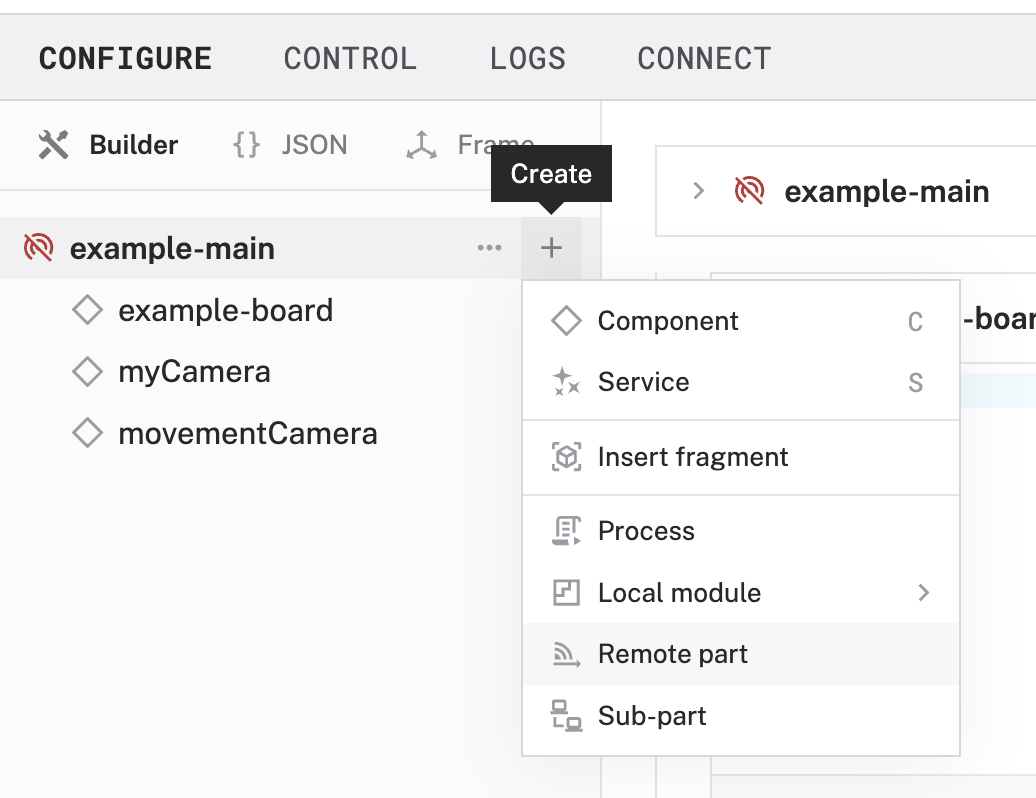 CONFIGURE CONTROL LOGS CONNECT
Builder {} JSON Frame
Create
example-main
example-main
example-board
myCamera
movementCamera
Component C
Service S
Insert fragment
Process
Local module
Remote part
Sub-part
-boar